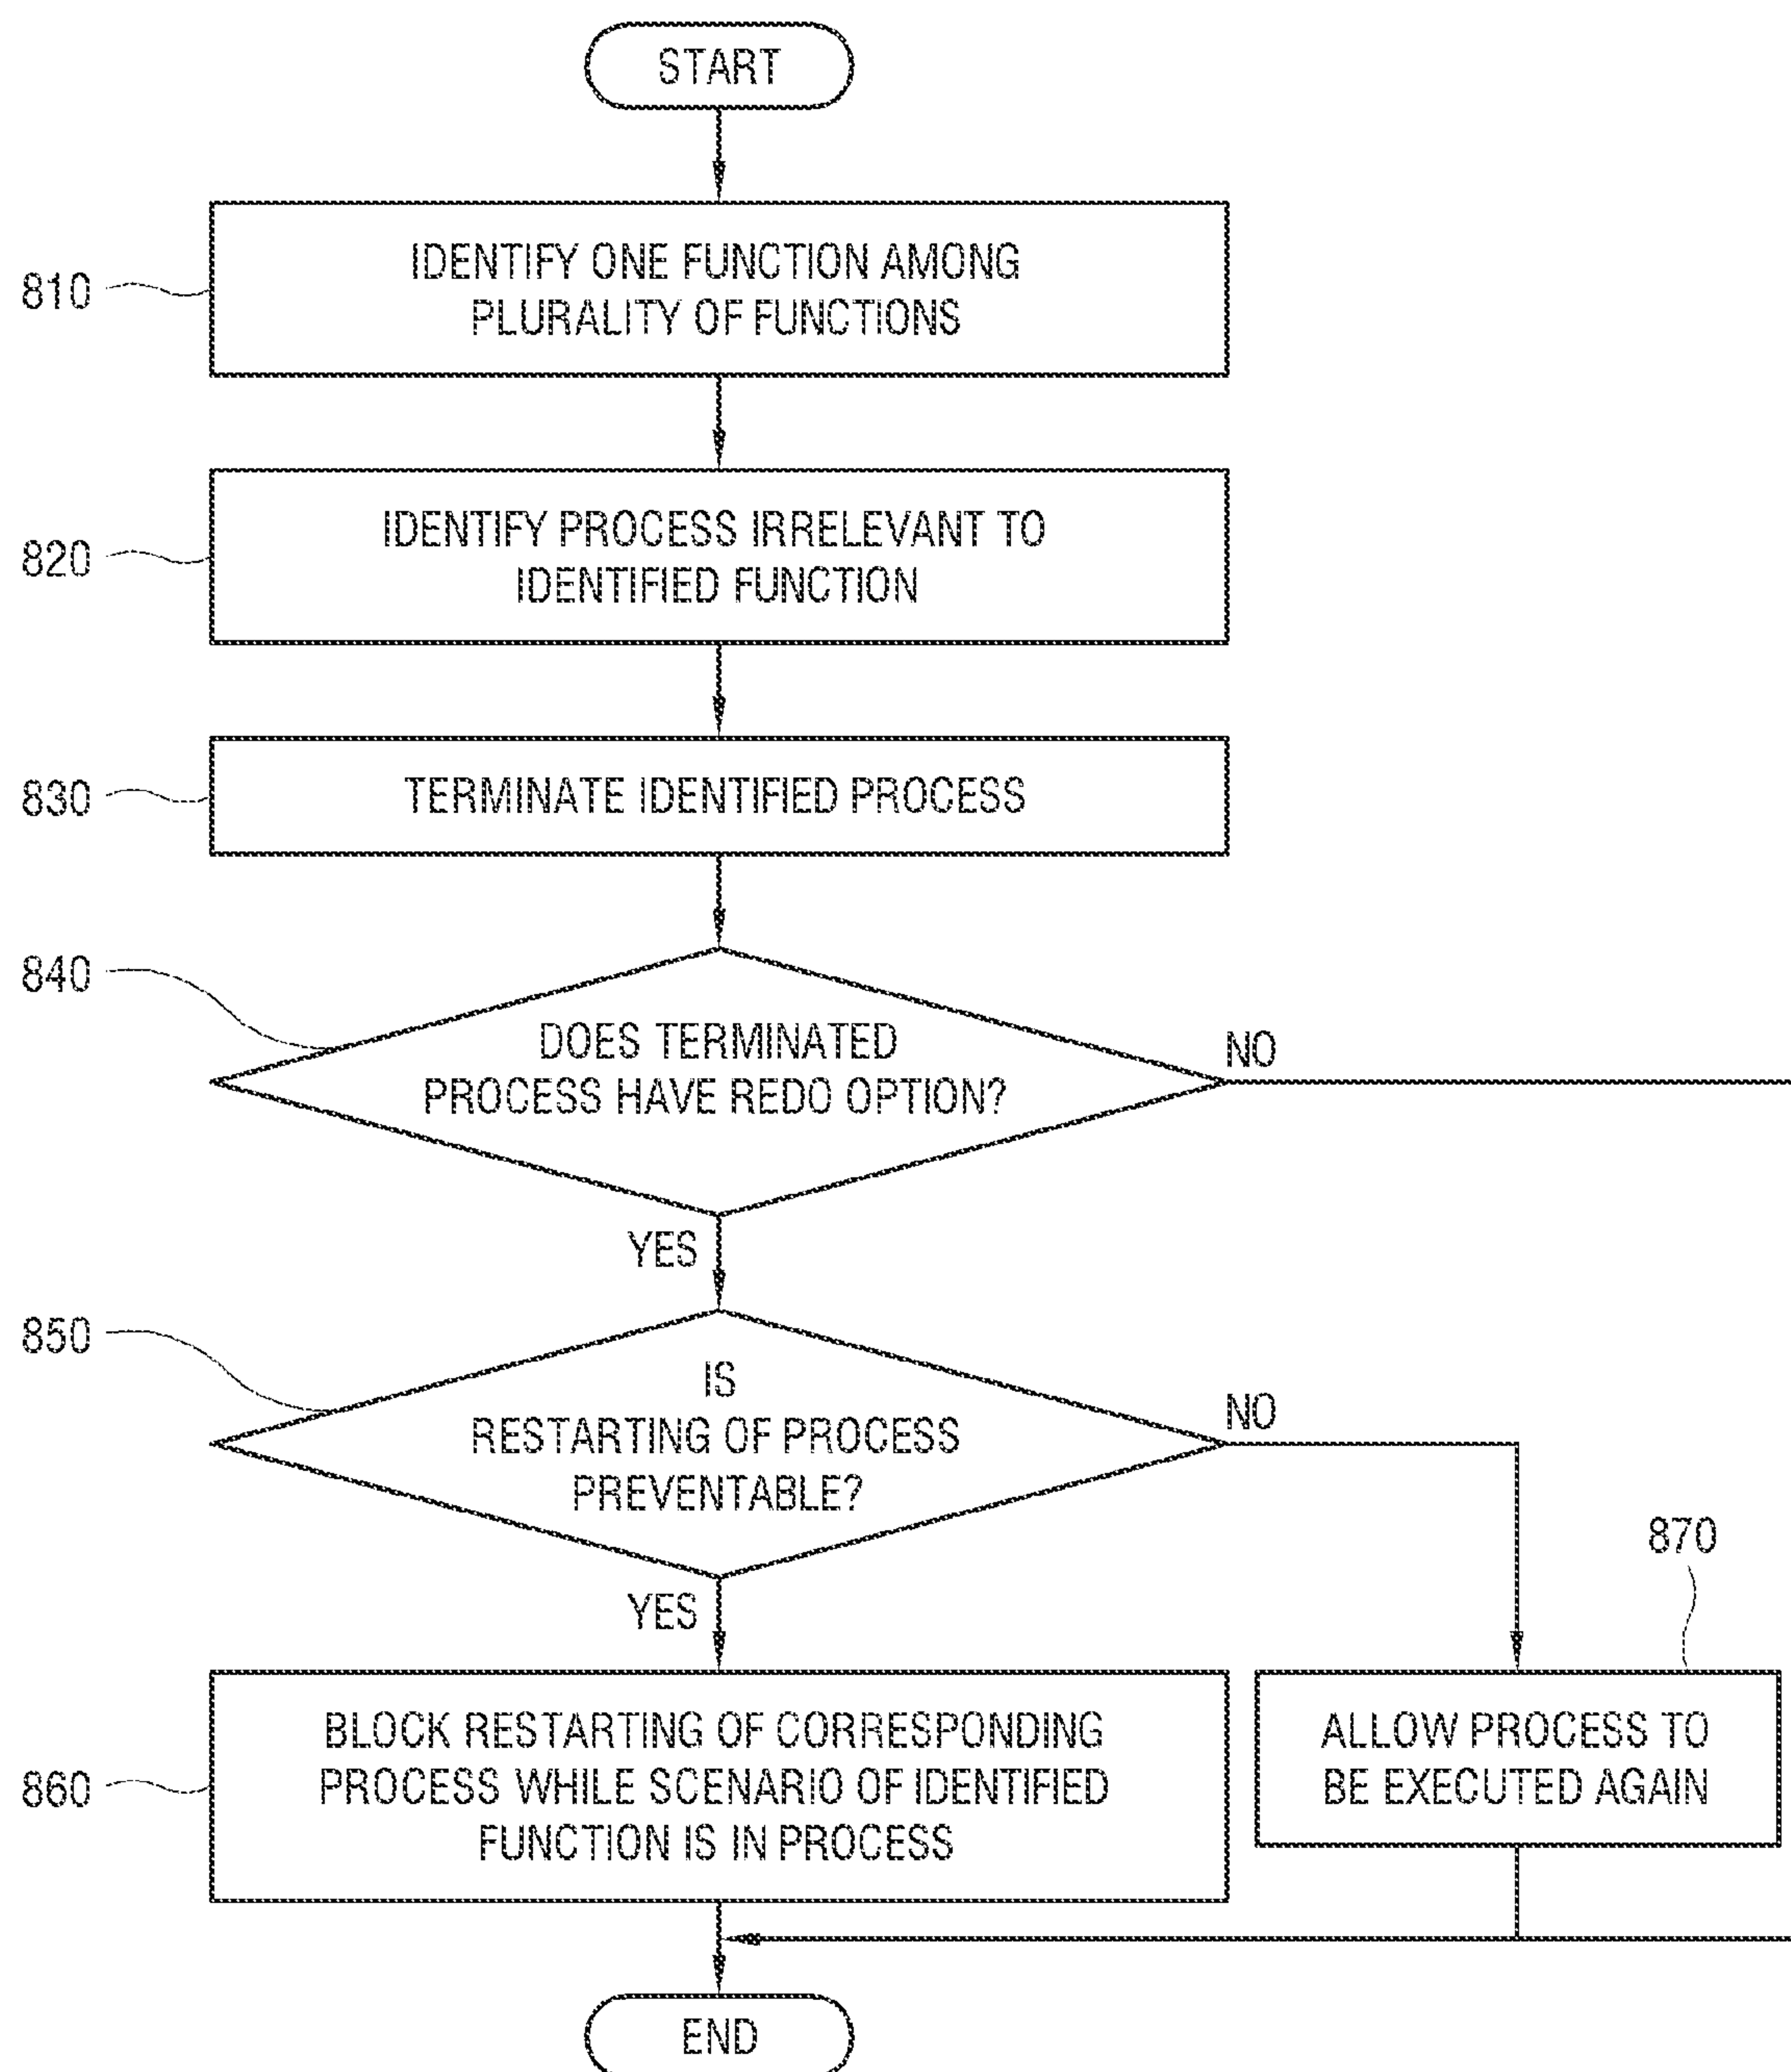 START
810
IDENTIFY ONE FUNCTION AMONG
PLURALITY OF FUNCTIONS
820
IDENTIFY PROCESS IRRELEVANT TO
IDENTIFIED FUNCTION
830
TERMINATE IDENTIFIED PROCESS
840
DOES TERMINATED
PROCESS HAVE REDO OPTION?
NO
YES
850
IS
RESTARTING OF PROCESS
PREVENTABLE?
NO
YES
860
BLOCK RESTARTING OF CORRESPONDING
PROCESS WHILE SCENARIO OF IDENTIFIED
FUNCTION IS IN PROCESS
870
ALLOW PROCESS TO
BE EXECUTED AGAIN
END